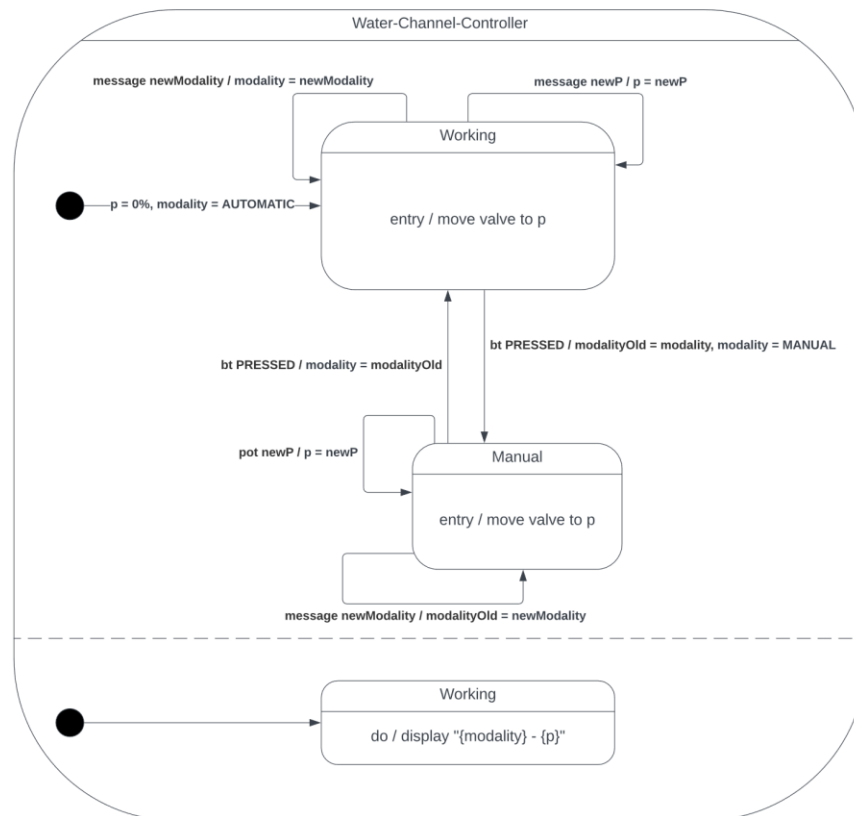 Water-Channel-Controller
message newModality / modality = newModality
message newP / p = newP
Working
p = 0%, modality = AUTOMATIC
entry / move valve to p
bt PRESSED / modalityOld = modality, modality = MANUAL
bt PRESSED / modality = modalityOld
pot newP / p = newP
Manual
entry / move valve to p
message newModality / modalityOld = newModality
Working
do / display "{modality} - {p}"